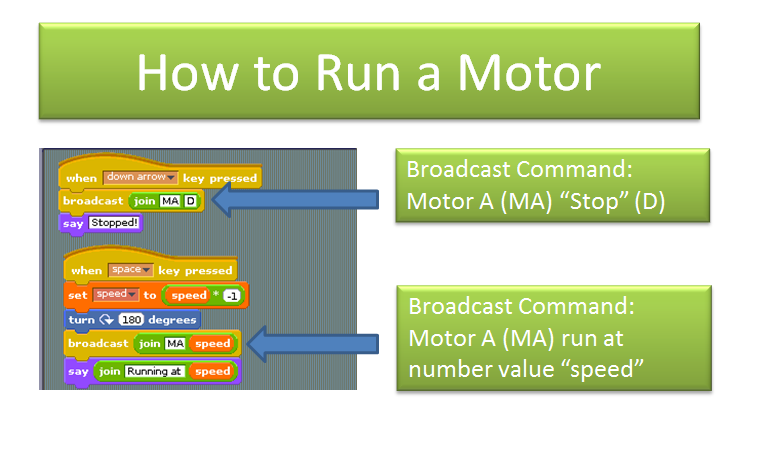 How to Run a Motor
when down arrow key pressed
broadcast join MA D
say Stopped!
when space key pressed
set speed to speed * -1
turn 180 degrees
broadcast join MA speed
say join Running at speed
Broadcast Command:
Motor A (MA) “Stop” (D)
Broadcast Command:
Motor A (MA) run at
number value “speed”